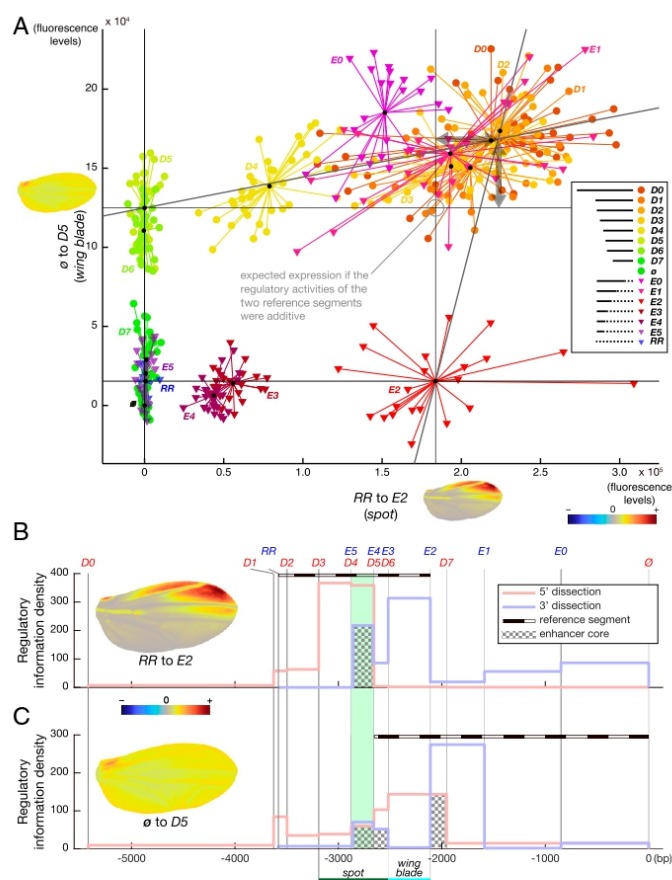 A
(fluorescence
levels)
x 10⁴
20
15
10
5
0
ø to D5
(wing blade)
E0
D0
E1
D2
D1
D5
D4
D3
D6
D7
E5
RR
ø
E4
E3
E2
expected expression if the
regulatory activities of the
two reference segments
were additive
D0
D1
D2
D3
D4
D5
D6
D7
ø
E0
E1
E2
E3
E4
E5
RR
0
0.5
1.0
1.5
2.0
2.5
3.0
x 10⁵
RR to E2
(spot)
(fluorescence
levels)
− 0 +
B
RR E5 E4 E3 E2 E1 E0
D0 D1 D2 D3 D4 D5 D6 D7 Ø
Regulatory
information density
400
300
200
100
0
RR to E2
5' dissection
3' dissection
reference segment
enhancer core
− 0 +
C
Regulatory
information density
300
200
100
0
ø to D5
-5000 -4000 -3000 -2000 -1000 0 (bp)
spot
wing
blade